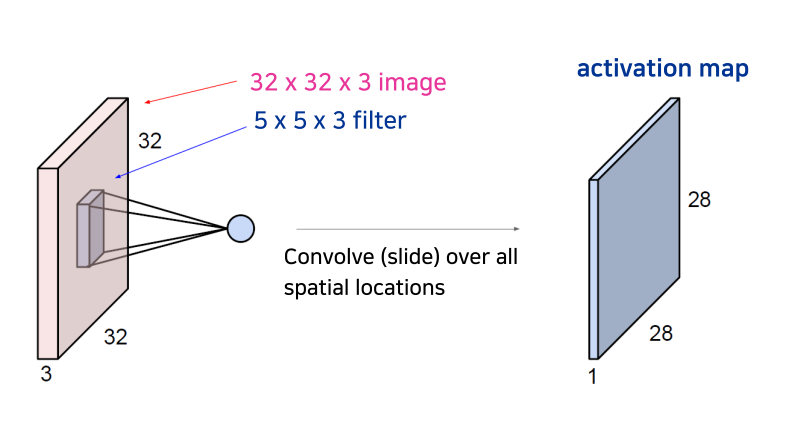 activation map
32 x 32 x 3 image
5 x 5 x 3 filter
32
28
Convolve (slide) over all
spatial locations
32
28
3
1